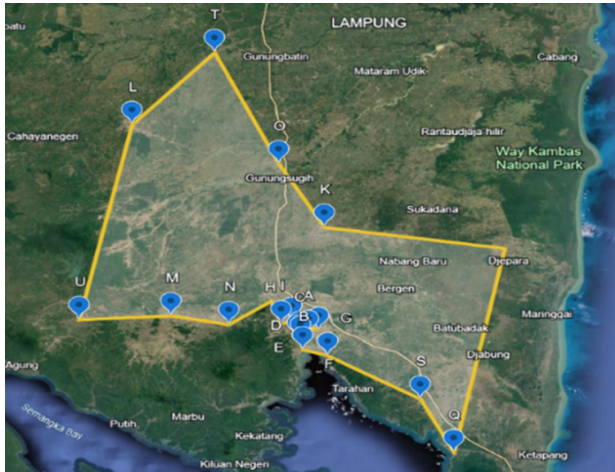 T
LAMPUNG
Gunungbatin
Cabang
Mataram Udik
L
Cahayanegeri
Rantaudjaja hilir
O
Way Kambas
National Park
Gunungsugih
K
Sukadana
Nabang Baru
Djepara
Bergen
U
M
N
H
I
C
A
Maringgai
D
B
G
Batubadak
E
F
Djabung
Agung
S
Tarahan
Semangka Bay
Putih
Marbu
Q
Kekatang
Kiluan Negeri
Ketapang